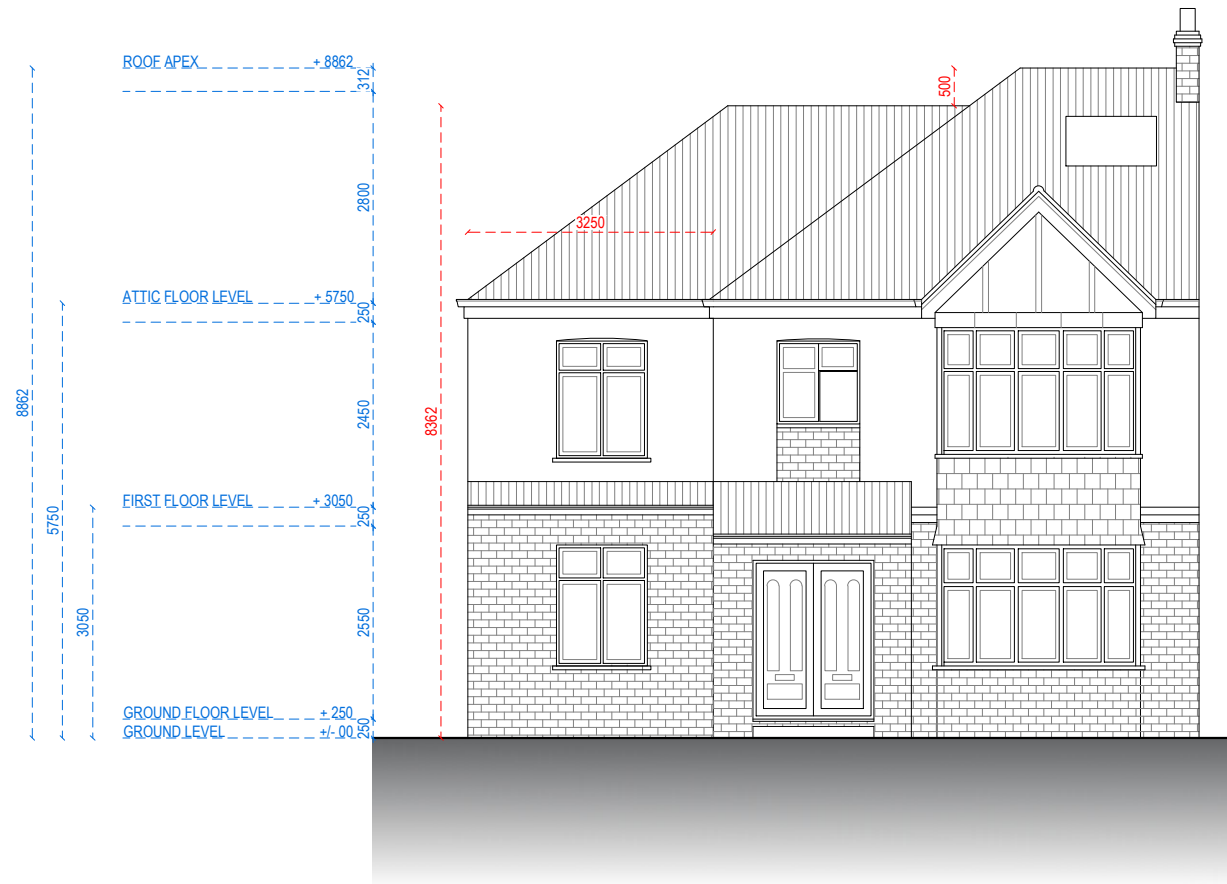 ROOF APEX + 8862
312
500
2800
3250
ATTIC FLOOR LEVEL + 5750
250
8862
2450
8362
FIRST FLOOR LEVEL + 3050
250
5750
3050
2550
GROUND FLOOR LEVEL + 250
GROUND LEVEL +/- 00
250